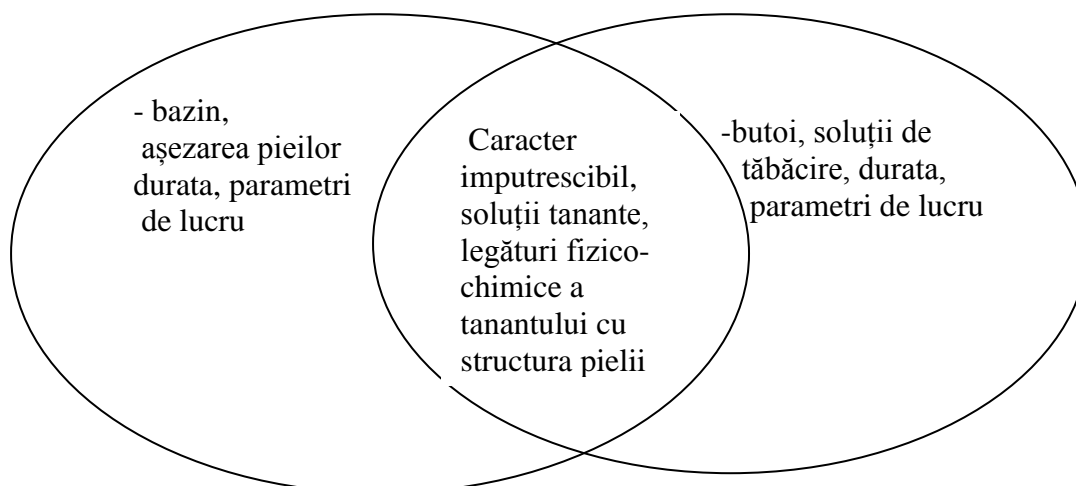 - bazin,
așezarea pieilor
durata, parametri
de lucru
Caracter
imputrescibil,
soluții tanante,
legături fizico-
chimice a
tanantului cu
structura pielii
-butoi, soluții de
tăbăcire, durata,
parametri de lucru